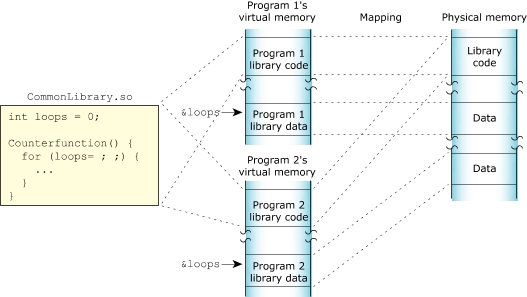 Program 1's
virtual memory
Mapping
Physical memory
Program 1
library code
Library
code
CommonLibrary.so
int loops = 0;
Counterfunction() {
for (loops= ; ;) {
...
}
}
&loops
Program 1
library data
Data
Program 2's
virtual memory
Data
Program 2
library code
&loops
Program 2
library data